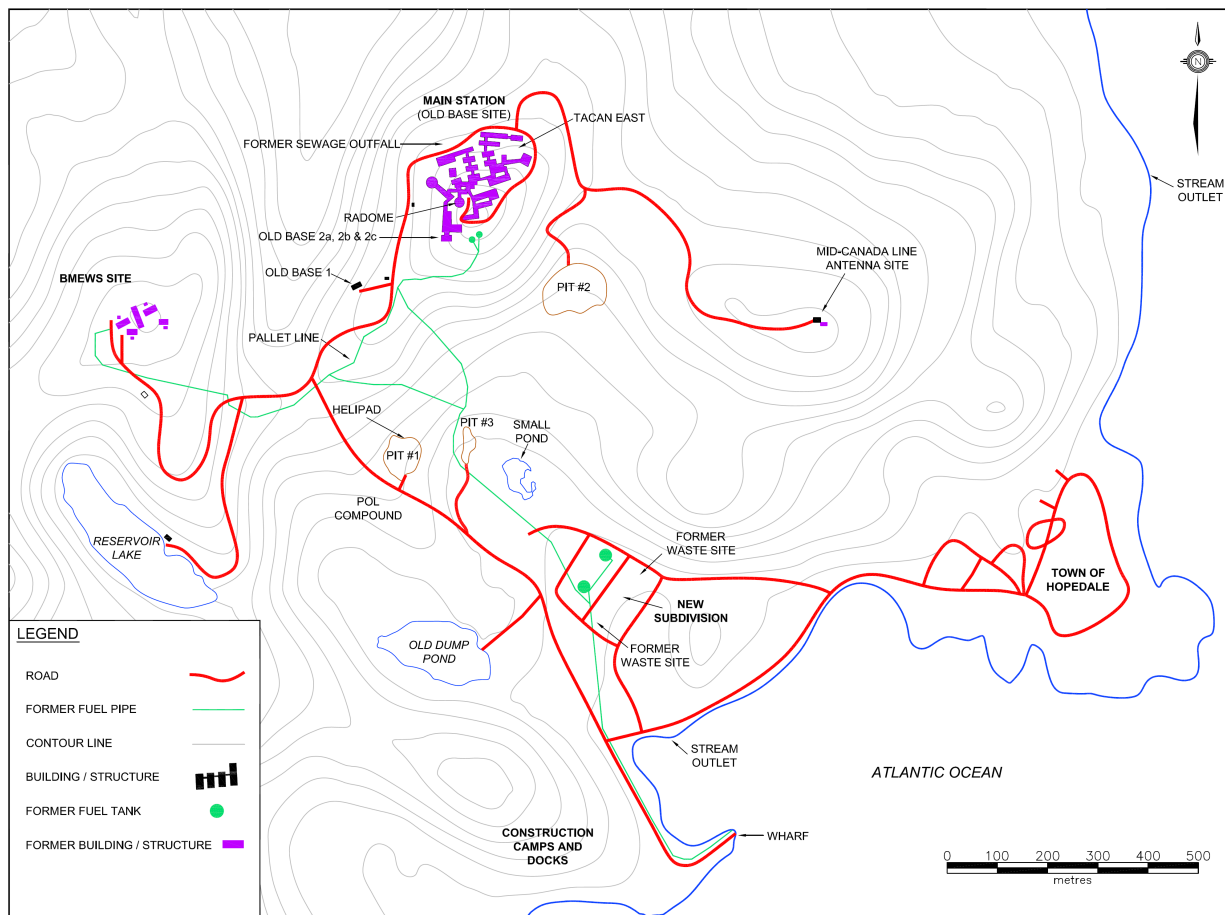 N
MAIN STATION
(OLD BASE SITE)
TACAN EAST
FORMER SEWAGE OUTFALL
STREAM
OUTLET
RADOME
OLD BASE 2a, 2b & 2c
MID-CANADA LINE
ANTENNA SITE
OLD BASE 1
BMEWS SITE
PIT #2
PALLET LINE
HELIPAD
PIT #3
SMALL
POND
PIT #1
POL
COMPOUND
RESERVOIR
LAKE
FORMER
WASTE SITE
TOWN OF
HOPEDALE
NEW
SUBDIVISION
OLD DUMP
POND
FORMER
WASTE SITE
STREAM
OUTLET
ATLANTIC OCEAN
CONSTRUCTION
CAMPS AND
DOCKS
WHARF
LEGEND
ROAD
FORMER FUEL PIPE
CONTOUR LINE
BUILDING / STRUCTURE
FORMER FUEL TANK
FORMER BUILDING / STRUCTURE
0 100 200 300 400 500
metres